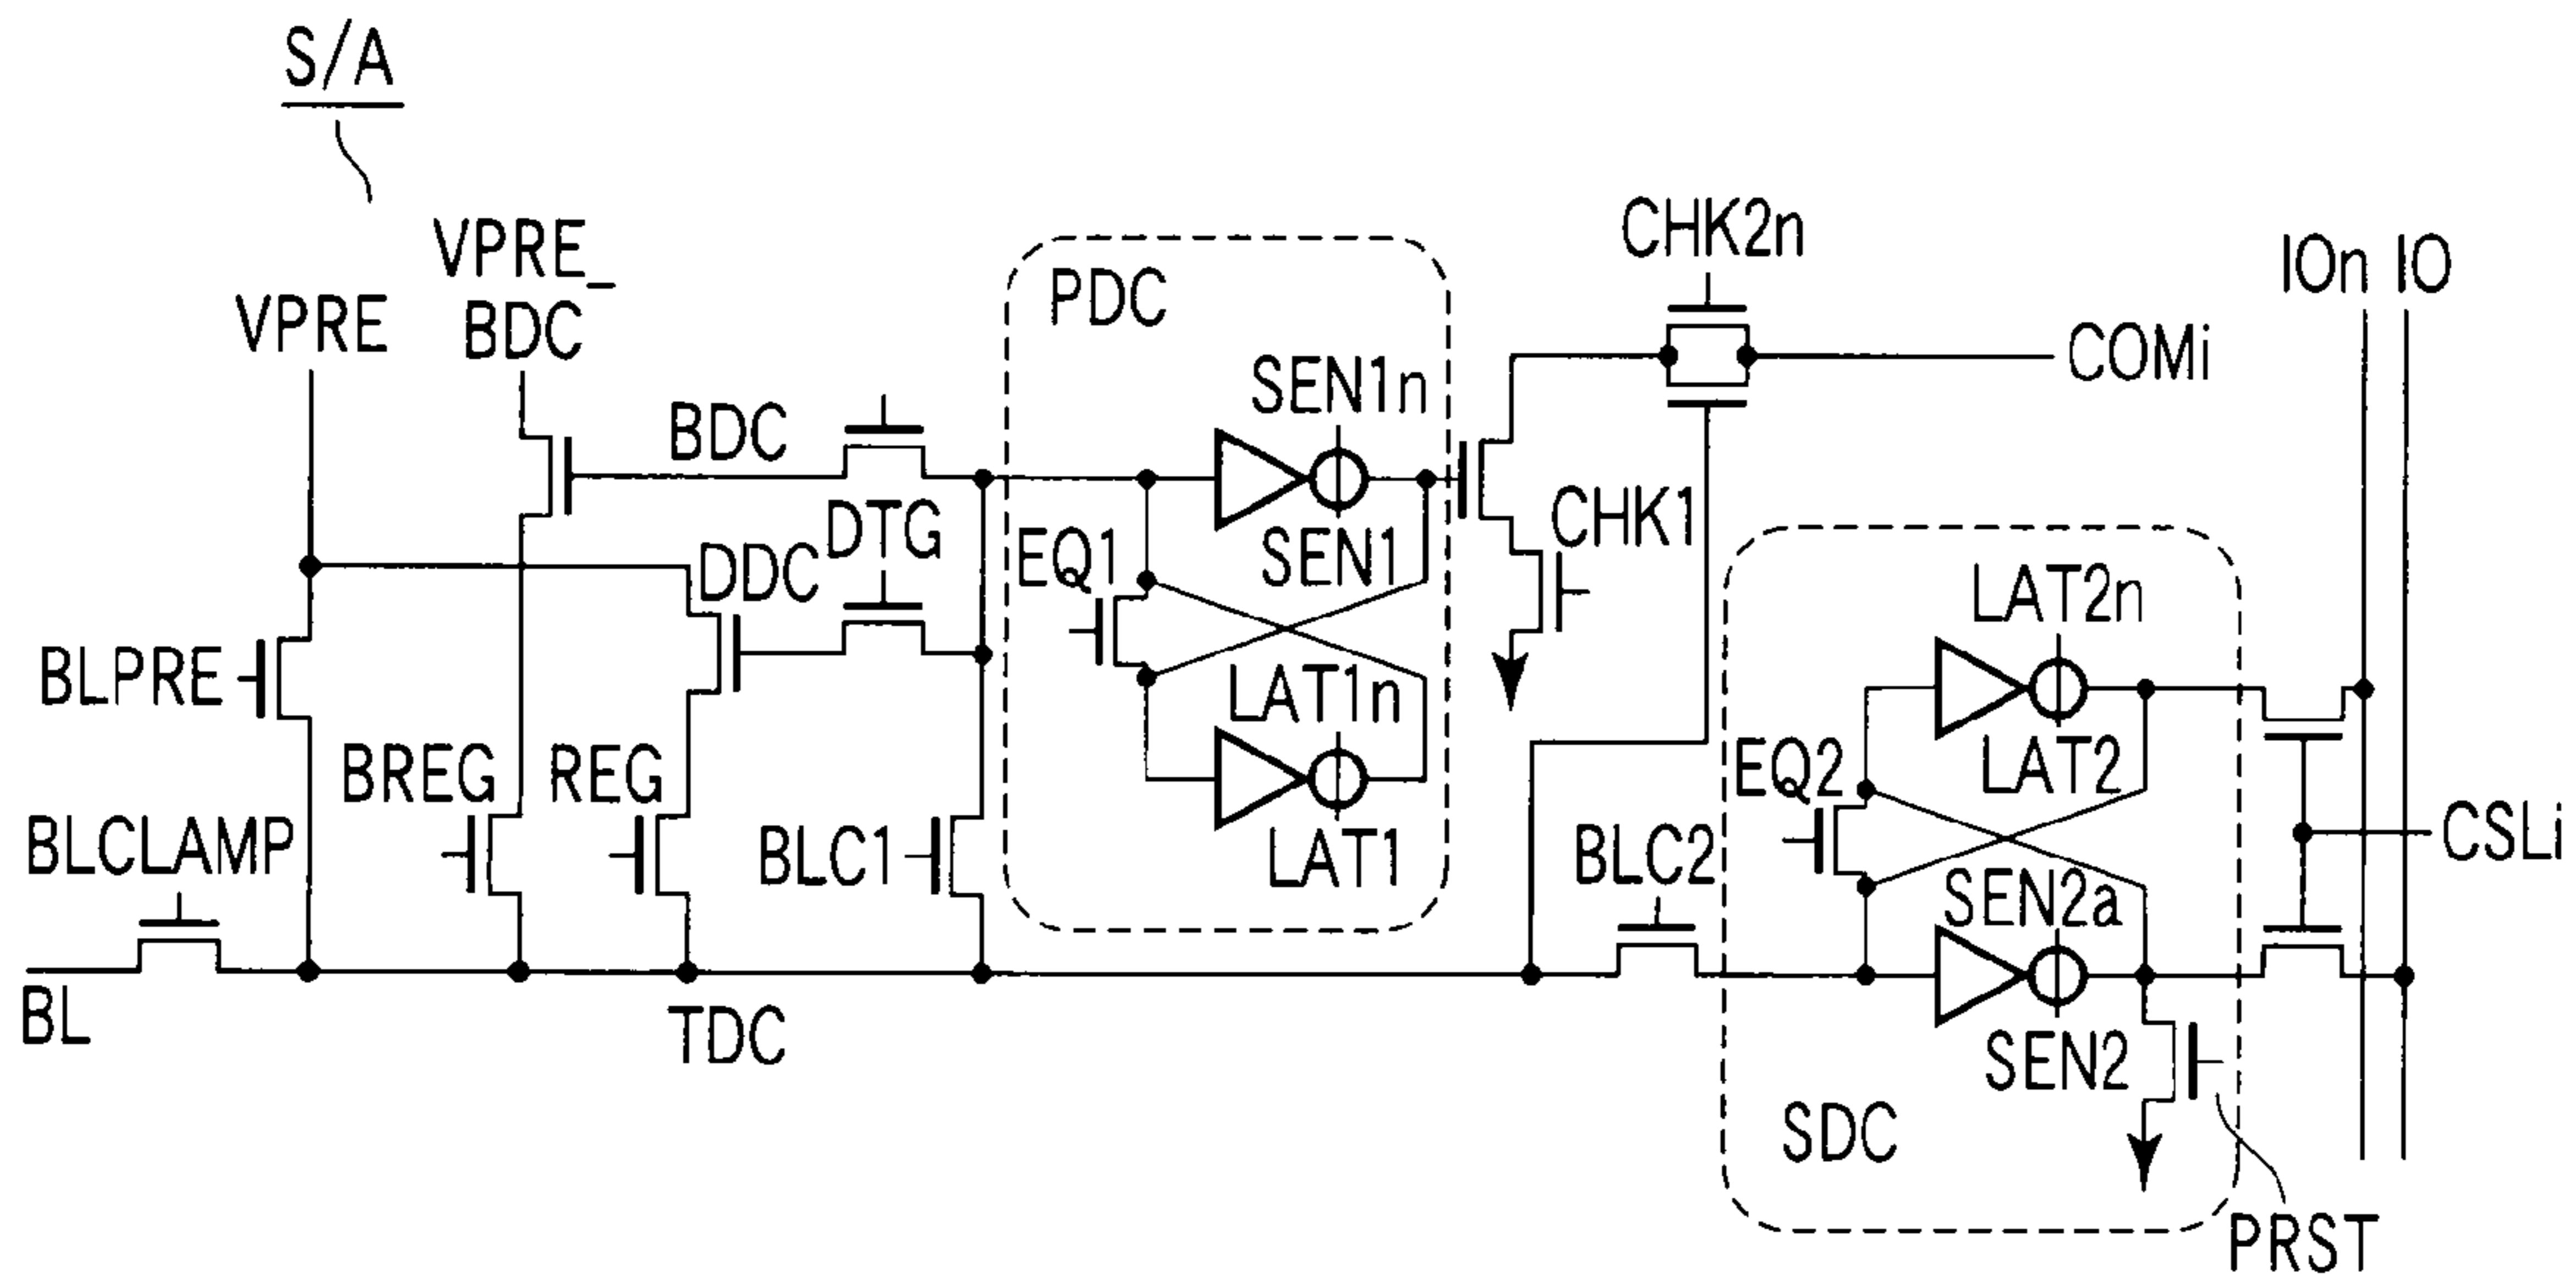 S/A
VPRE_
BDC
VPRE
PDC
CHK2n
IOn IO
COMi
SEN1n
BDC
DTG
CHK1
EQ1
SEN1
DDC
LAT2n
BLPRE
LAT1n
BREG
REG
EQ2
LAT2
BLCLAMP
BLC1
LAT1
BLC2
CSLi
SEN2a
BL
TDC
SEN2
SDC
PRST